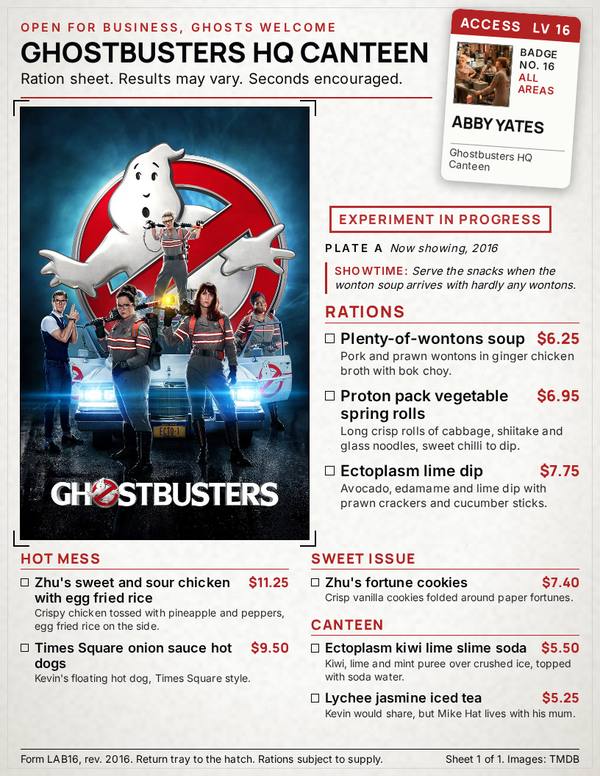 OPEN FOR BUSINESS, GHOSTS WELCOME
GHOSTBUSTERS HQ CANTEEN
Ration sheet. Results may vary. Seconds encouraged.
ACCESS LV 16
BADGE
NO. 16
ALL
AREAS
ABBY YATES
Ghostbusters HQ
Canteen
ECTO-1
GHOSTBUSTERS
EXPERIMENT IN PROGRESS
PLATE A Now showing, 2016
SHOWTIME: Serve the snacks when the
wonton soup arrives with hardly any wontons.
RATIONS
Plenty-of-wontons soup $6.25
Pork and prawn wontons in ginger chicken
broth with bok choy.
Proton pack vegetable $6.95
spring rolls
Long crisp rolls of cabbage, shiitake and
glass noodles, sweet chilli to dip.
Ectoplasm lime dip $7.75
Avocado, edamame and lime dip with
prawn crackers and cucumber sticks.
HOT MESS
Zhu's sweet and sour chicken $11.25
with egg fried rice
Crispy chicken tossed with pineapple and peppers,
egg fried rice on the side.
Times Square onion sauce hot $9.50
dogs
Kevin's floating hot dog, Times Square style.
SWEET ISSUE
Zhu's fortune cookies $7.40
Crisp vanilla cookies folded around paper fortunes.
CANTEEN
Ectoplasm kiwi lime slime soda $5.50
Kiwi, lime and mint puree over crushed ice, topped
with soda water.
Lychee jasmine iced tea $5.25
Kevin would share, but Mike Hat lives with his mum.
Form LAB16, rev. 2016. Return tray to the hatch. Rations subject to supply. Sheet 1 of 1. Images: TMDB